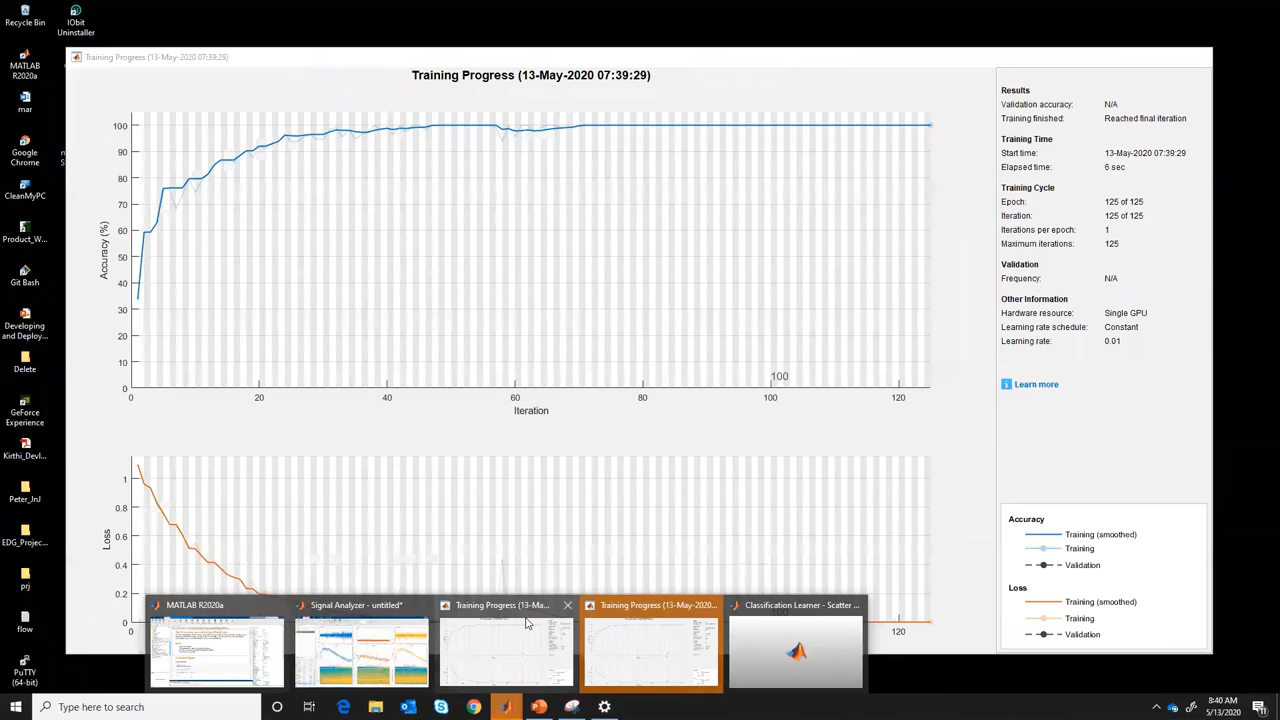 Recycle Bin
IObit
Uninstaller
MATLAB
R2020a
mar
Google
Chrome
CleanMyPC
Product_W...
Git Bash
Developing
and Deploy...
Delete
GeForce
Experience
Kirthi_Devl...
Peter_JnJ
EDG_Projec...
prj
flow
PuTTY
(64-bit)
Training Progress (13-May-2020 07:39:29)
Training Progress (13-May-2020 07:39:29)
Accuracy (%)
100
90
80
70
60
50
40
30
20
10
0
100
0
20
40
60
80
100
120
Iteration
Loss
1
0.8
0.6
0.4
0.2
0
120
Results
Validation accuracy: N/A
Training finished: Reached final iteration
Training Time
Start time: 13-May-2020 07:39:29
Elapsed time: 6 sec
Training Cycle
Epoch: 125 of 125
Iteration: 125 of 125
Iterations per epoch: 1
Maximum iterations: 125
Validation
Frequency: N/A
Other Information
Hardware resource: Single GPU
Learning rate schedule: Constant
Learning rate: 0.01
Learn more
Accuracy
Training (smoothed)
Training
Validation
Loss
Training (smoothed)
Training
Validation
MATLAB R2020a
Signal Analyzer - untitled*
Training Progress (13-Ma...
Training Progress (13-May-2020...
Classification Learner - Scatter ...
Type here to search
8:40 AM
5/13/2020
11